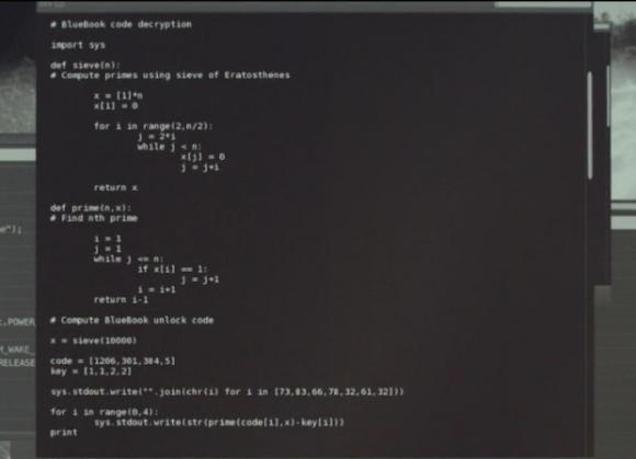 # BlueBook code decryption
import sys
def sieve(n):
# Compute primes using sieve of Eratosthenes
x = [1]*n
x[1] = 0
for i in range(2,n/2):
j = 2*i
while j < n:
x[j] = 0
j = j+i
return x
def prime(n,x):
# Find nth prime
i = 1
j = 1
while j <= n:
if x[i] == 1:
j = j+1
i = i+1
return i-1
# Compute BlueBook unlock code
x = sieve(10000)
code = [1206,301,384,5]
key = [1,1,2,2]
sys.stdout.write("".join(chr(i) for i in [73,83,66,78,32,61,32]))
for i in range(0,4):
sys.stdout.write(str(prime(code[i],x)-key[i]))
print
e");
.POWER
M_WAKE_
RELEASE